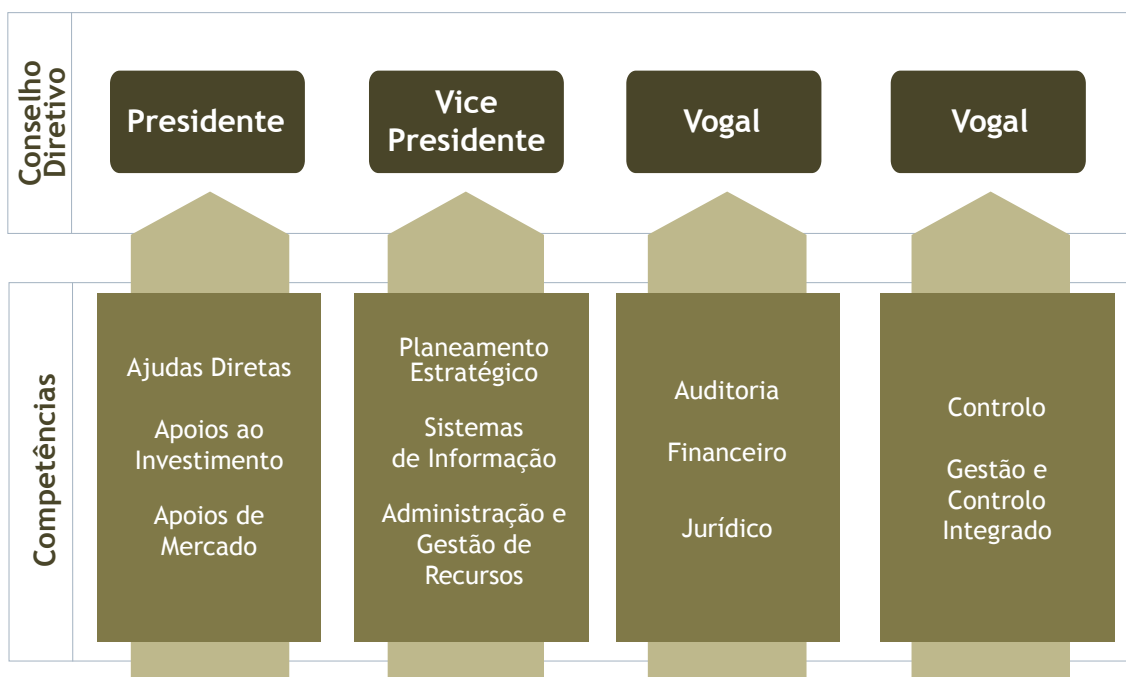 Conselho
Diretivo
Presidente
Vice
Presidente
Vogal
Vogal
Competências
Ajudas Diretas
Apoios ao
Investimento
Apoios de
Mercado
Planeamento
Estratégico
Sistemas
de Informação
Administração e
Gestão de
Recursos
Auditoria
Financeiro
Jurídico
Controlo
Gestão e
Controlo
Integrado